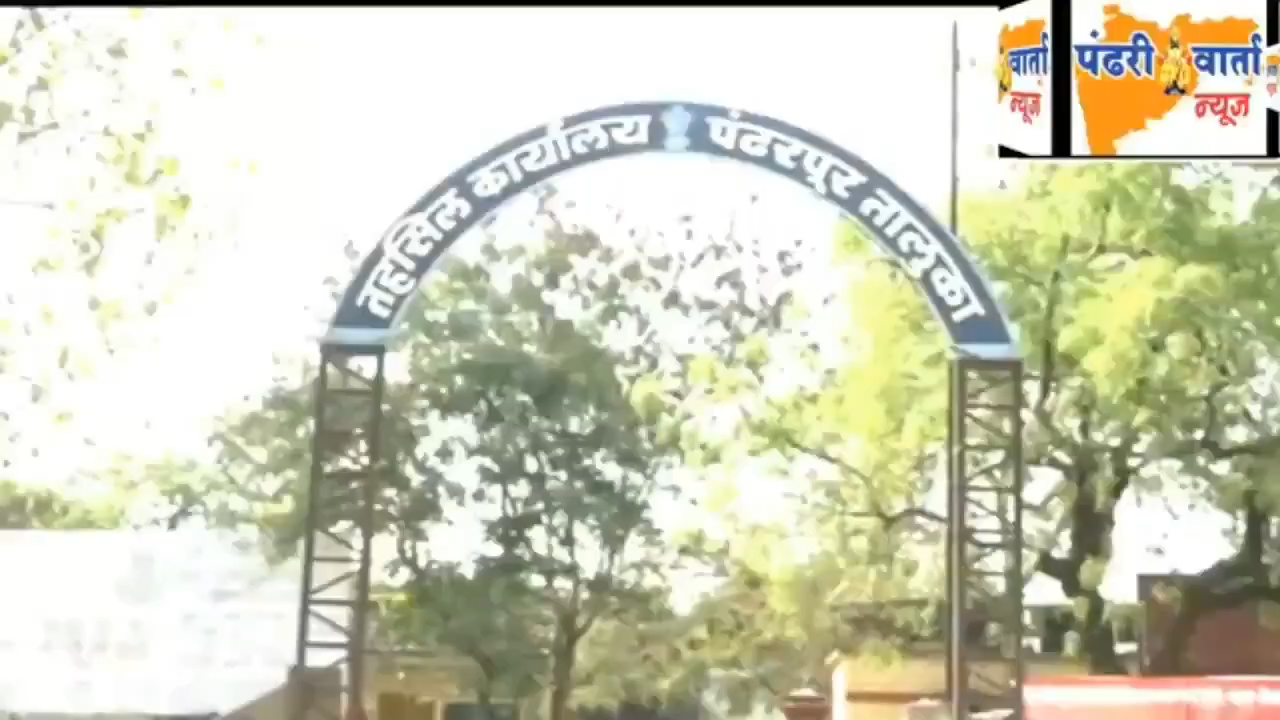 तहसिल कार्यालय पंढरपूर तालुका
वार्ता
न्यूज
पंढरी वार्ता
न्यूज